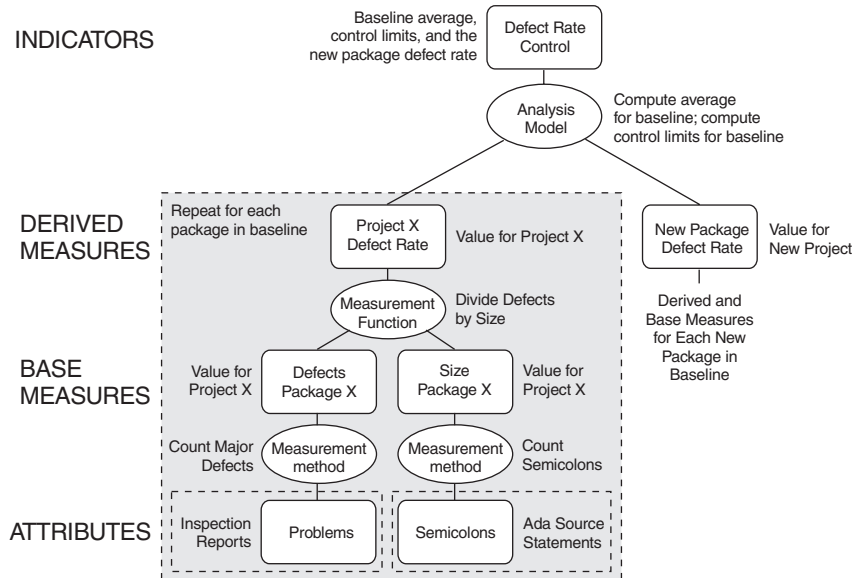 INDICATORS
Baseline average,
control limits, and the
new package defect rate
Defect Rate
Control
Analysis
Model
Compute average
for baseline; compute
control limits for baseline
DERIVED
MEASURES
Repeat for each
package in baseline
Project X
Defect Rate
Value for Project X
New Package
Defect Rate
Value for
New Project
Measurement
Function
Divide Defects
by Size
Derived and
Base Measures
for Each New
Package in
Baseline
BASE
MEASURES
Value for
Project X
Defects
Package X
Size
Package X
Value for
Project X
Count Major
Defects
Measurement
method
Measurement
method
Count
Semicolons
ATTRIBUTES
Inspection
Reports
Problems
Semicolons
Ada Source
Statements